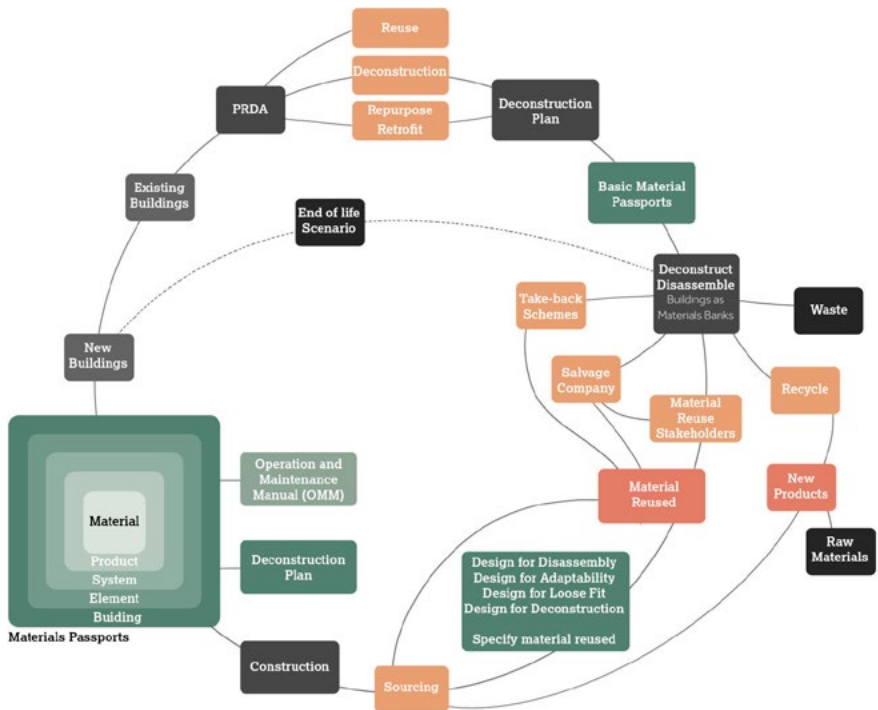 Reuse
Deconstruction
PRDA
Repurpose
Retrofit
Deconstruction
Plan
Existing
Buildings
Basic Material
Passports
End of life
Scenario
Deconstruct
Disassemble
Buildings as
Materials Banks
Take-back
Schemes
Waste
New
Buildings
Salvage
Company
Recycle
Material
Reuse
Stakeholders
Operation and
Maintenance
Manual (OMM)
Material
Reused
New
Products
Material
Product
System
Element
Buiding
Materials Passports
Raw
Materials
Deconstruction
Plan
Design for Disassembly
Design for Adaptability
Design for Loose Fit
Design for Deconstruction
Specify material reused
Construction
Sourcing